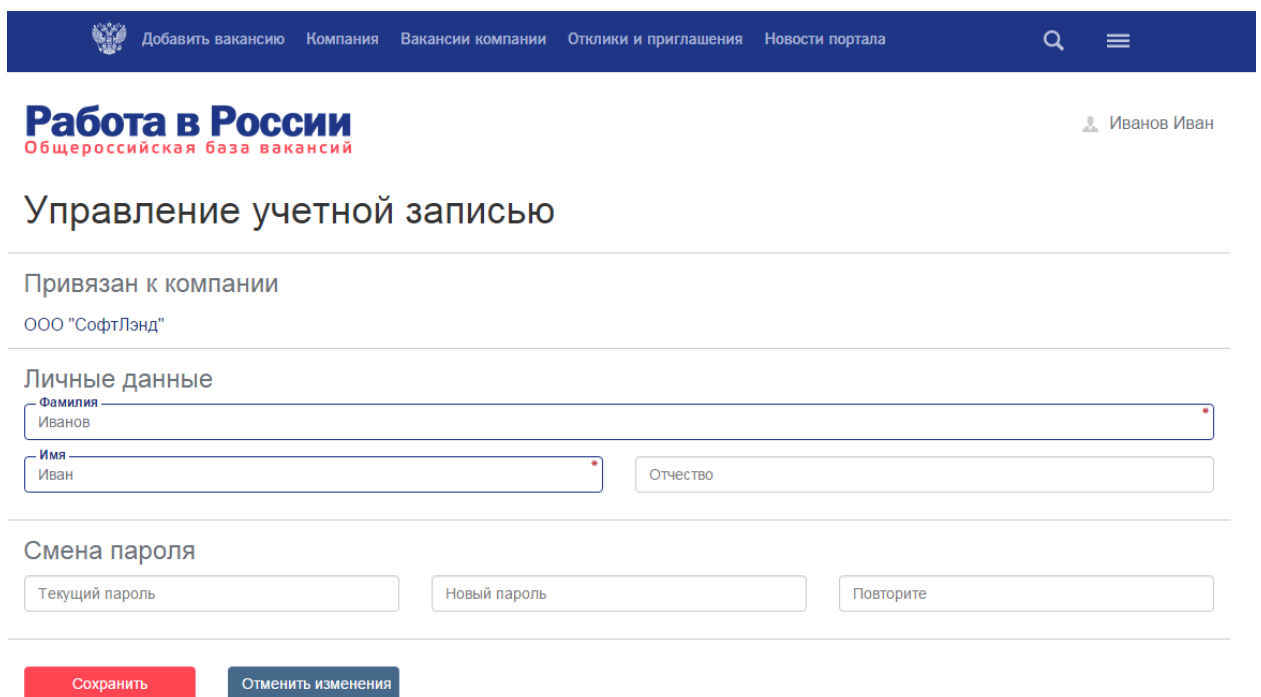 Добавить вакансию Компания Вакансии компании Отклики и приглашения Новости портала
Работа в России
Общероссийская база вакансий
Иванов Иван
Управление учетной записью
Привязан к компании
ООО "СофтЛэнд"
Личные данные
Фамилия
Иванов *
Имя
Иван * Отчество
Смена пароля
Текущий пароль Новый пароль Повторите
Сохранить Отменить изменения